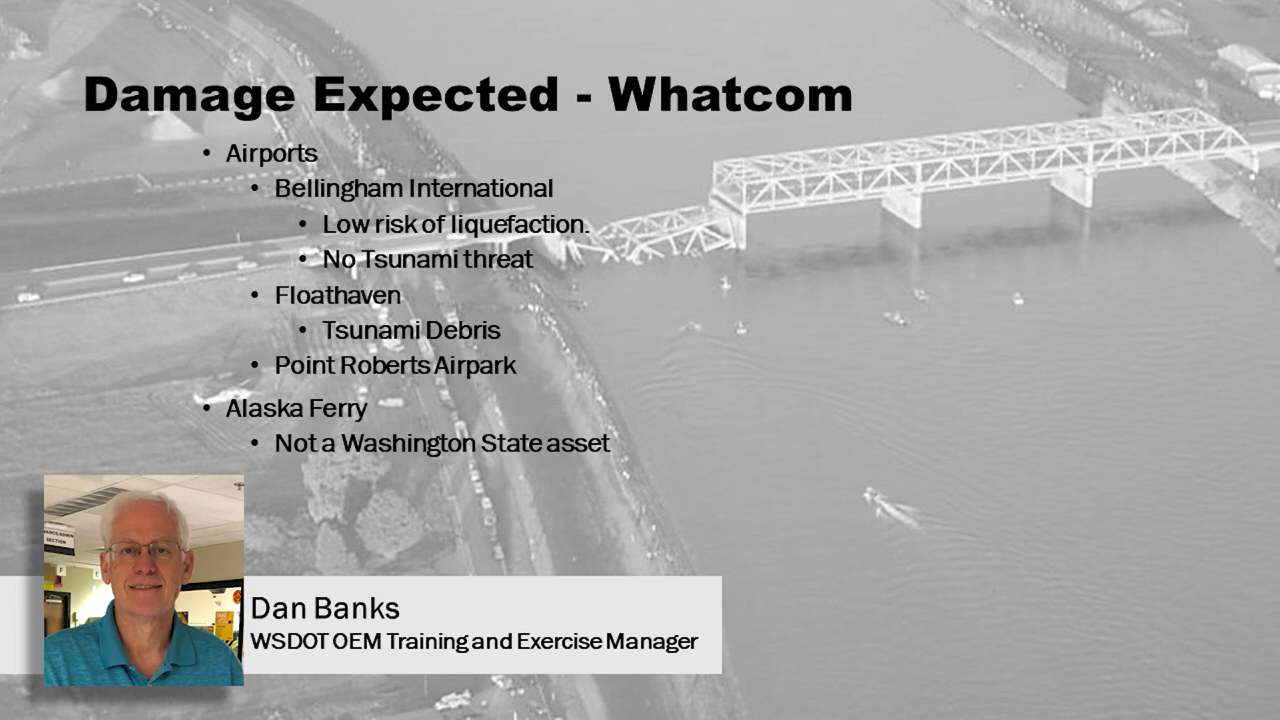 Damage Expected - Whatcom
• Airports
• Bellingham International
• Low risk of liquefaction.
• No Tsunami threat
• Floathaven
• Tsunami Debris
• Point Roberts Airpark
• Alaska Ferry
• Not a Washington State asset
SECTION
F
Dan Banks
WSDOT OEM Training and Exercise Manager